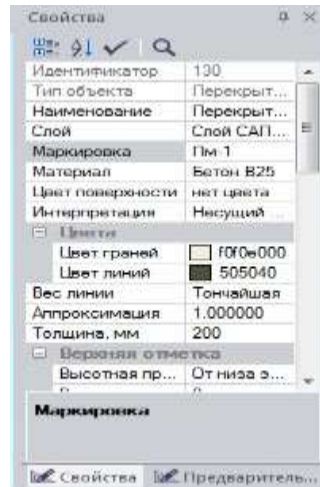 Свойства
Идентификатор 130
Тип объекта Перекрыт...
Наименование Перекрыт...
Слой Слой САП...
Маркировка Пм-1
Материал Бетон B25
Цвет поверхности нет цвета
Интерпретация Несущий ...
Цвета
Цвет граней f0f0e000
Цвет линий 505040
Вес линии Тончайшая
Аппроксимация 1.000000
Толщина, мм 200
Верхняя отметка
Высотная пр... От низа э...
Маркировка
Свойства Предваритель...